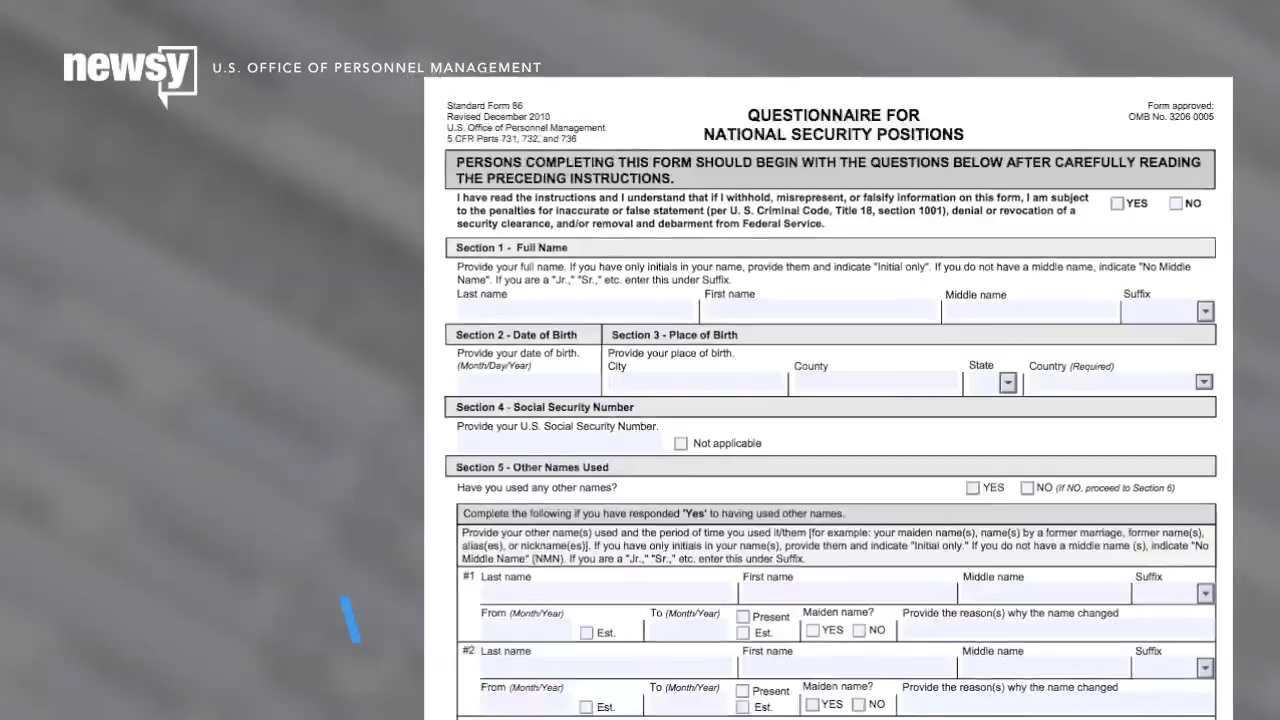 newsy U.S. OFFICE OF PERSONNEL MANAGEMENT
Standard Form 86
Revised December 2010
U.S. Office of Personnel Management
5 CFR Parts 731, 732, and 736
QUESTIONNAIRE FOR
NATIONAL SECURITY POSITIONS
Form approved:
OMB No. 3206 0005
PERSONS COMPLETING THIS FORM SHOULD BEGIN WITH THE QUESTIONS BELOW AFTER CAREFULLY READING
THE PRECEDING INSTRUCTIONS.
I have read the instructions and I understand that if I withhold, misrepresent, or falsify information on this form, I am subject
to the penalties for inaccurate or false statement (per U. S. Criminal Code, Title 18, section 1001), denial or revocation of a
security clearance, and/or removal and debarment from Federal Service.
YES NO
Section 1 - Full Name
Provide your full name. If you have only initials in your name, provide them and indicate "Initial only". If you do not have a middle name, indicate "No Middle
Name". If you are a "Jr.," "Sr.," etc. enter this under Suffix.
Last name First name Middle name Suffix
Section 2 - Date of Birth Section 3 - Place of Birth
Provide your date of birth. Provide your place of birth.
(Month/Day/Year) City County State Country (Required)
Section 4 - Social Security Number
Provide your U.S. Social Security Number.
Not applicable
Section 5 - Other Names Used
Have you used any other names? YES NO (If NO, proceed to Section 6)
Complete the following if you have responded 'Yes' to having used other names.
Provide your other name(s) used and the period of time you used it/them [for example: your maiden name(s), name(s) by a former marriage, former name(s),
alias(es), or nickname(es)]. If you have only initials in your name(s), provide them and indicate "Initial only." If you do not have a middle name (s), indicate "No
Middle Name" (NMN). If you are a "Jr.," "Sr.," etc. enter this under Suffix.
#1 Last name First name Middle name Suffix
From (Month/Year) To (Month/Year) Present Maiden name? Provide the reason(s) why the name changed
Est. Est. YES NO
#2 Last name First name Middle name Suffix
From (Month/Year) To (Month/Year) Present Maiden name? Provide the reason(s) why the name changed
Est. Est. YES NO